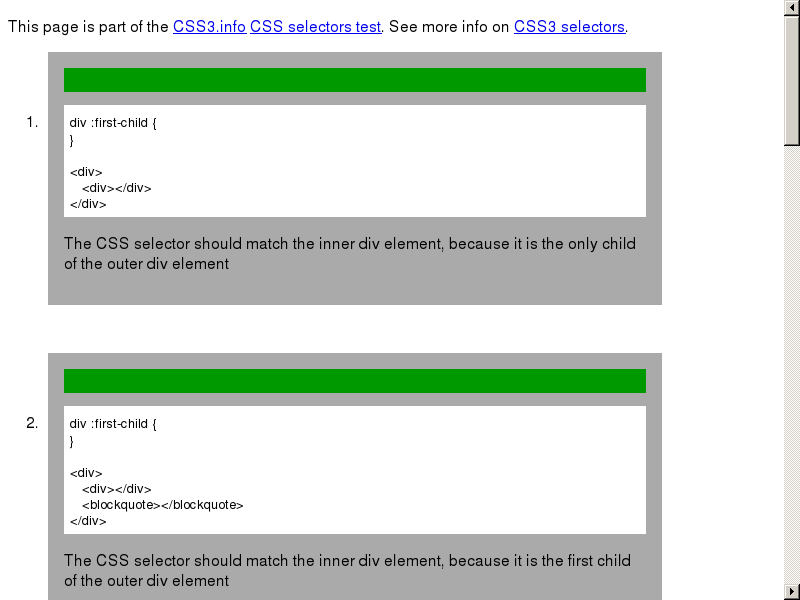 This page is part of the CSS3.info CSS selectors test. See more info on CSS3 selectors.
1.
div :first-child {
}
<div>
<div></div>
</div>
The CSS selector should match the inner div element, because it is the only child
of the outer div element
2.
div :first-child {
}
<div>
<div></div>
<blockquote></blockquote>
</div>
The CSS selector should match the inner div element, because it is the first child
of the outer div element